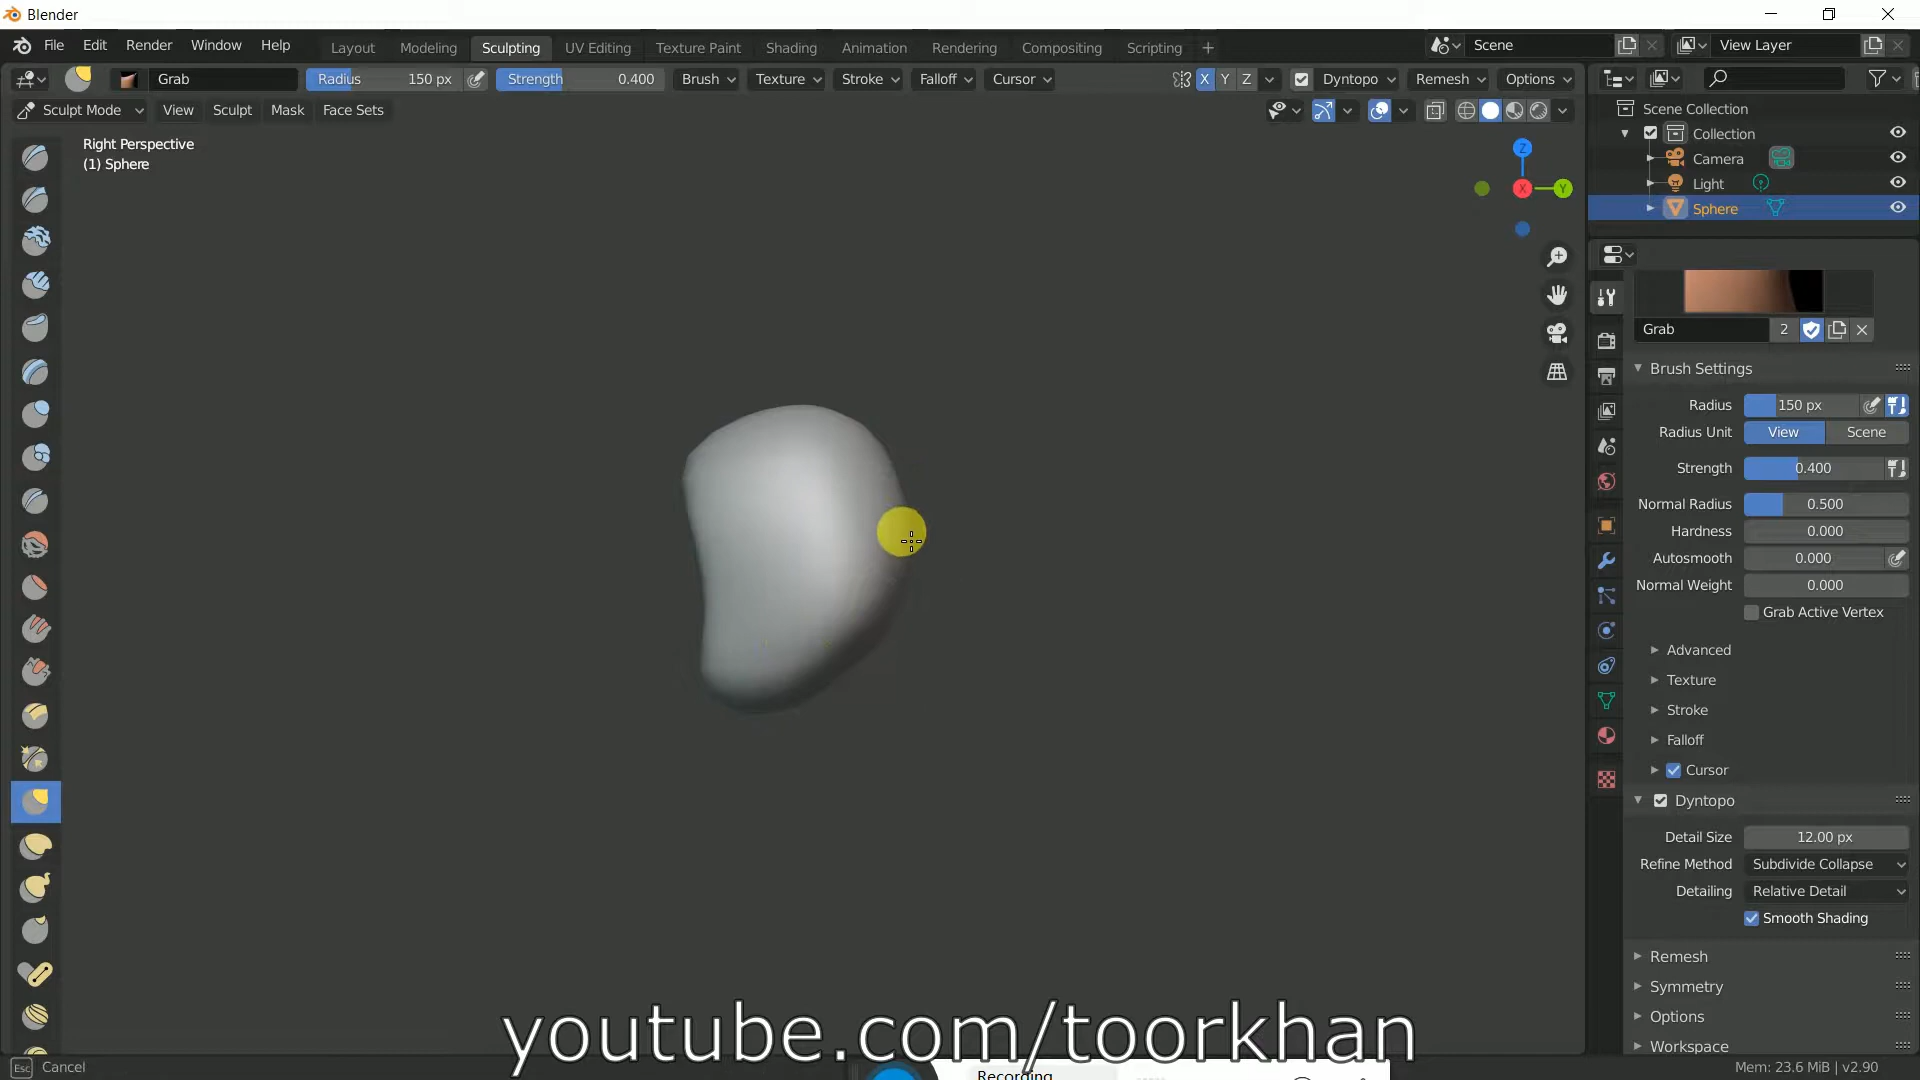 Blender
File Edit Render Window Help Layout Modeling Sculpting UV Editing Texture Paint Shading Animation Rendering Compositing Scripting + Scene View Layer
Grab Radius 150 px Strength 0.400 Brush Texture Stroke Falloff Cursor X Y Z Dyntopo Remesh Options
Sculpt Mode View Sculpt Mask Face Sets
Right Perspective
(1) Sphere
Z
X Y
Scene Collection
Collection
Camera
Light
Sphere
Grab 2
Brush Settings
Radius 150 px
Radius Unit View Scene
Strength 0.400
Normal Radius 0.500
Hardness 0.000
Autosmooth 0.000
Normal Weight 0.000
Grab Active Vertex
Advanced
Texture
Stroke
Falloff
Cursor
Dyntopo
Detail Size 12.00 px
Refine Method Subdivide Collapse
Detailing Relative Detail
Smooth Shading
Remesh
Symmetry
Options
Workspace
youtube.com/toorkhan
Esc Cancel
Recording
Mem: 23.6 MiB | v2.90